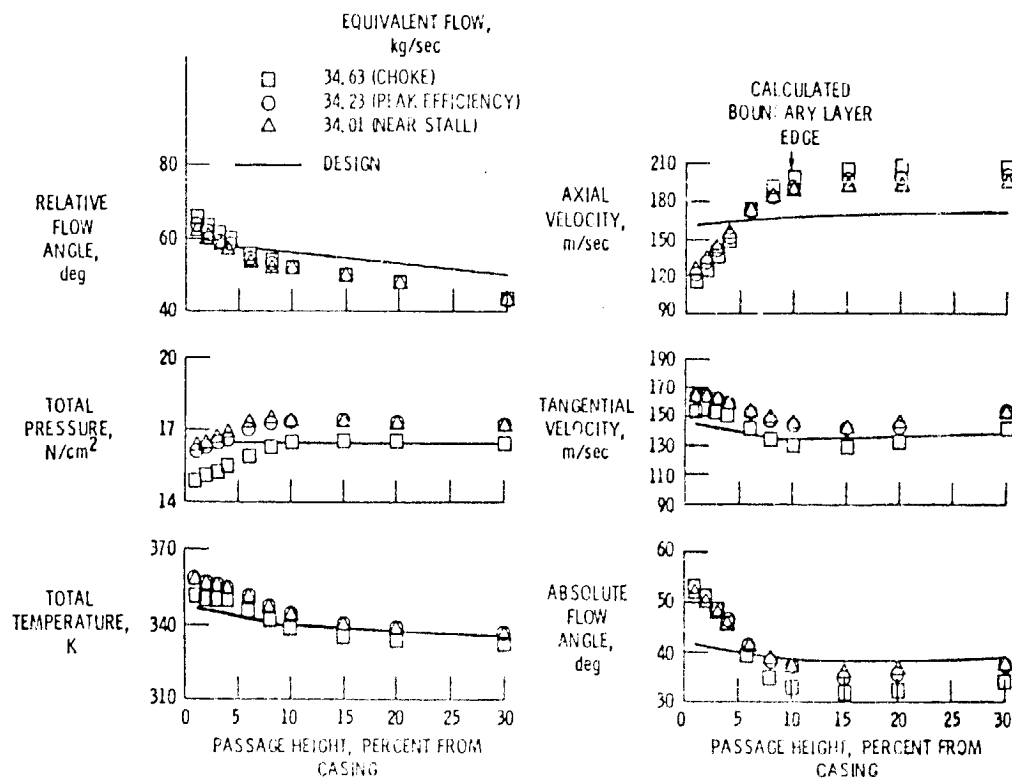 EQUIVALENT FLOW,
kg/sec
34.63 (CHOKE)
34.23 (PEAK EFFICIENCY)
34.01 (NEAR STALL)
DESIGN
RELATIVE
FLOW
ANGLE,
deg
80
60
40
CALCULATED
BOUNDARY LAYER
EDGE
AXIAL
VELOCITY,
m/sec
210
180
150
120
90
TOTAL
PRESSURE,
N/cm2
20
17
14
TANGENTIAL
VELOCITY,
m/sec
190
170
150
130
110
90
TOTAL
TEMPERATURE,
K
370
340
310
0 5 10 15 20 25 30
PASSAGE HEIGHT, PERCENT FROM
CASING
ABSOLUTE
FLOW
ANGLE,
deg
60
50
40
30
0 5 10 15 20 25 30
PASSAGE HEIGHT, PERCENT FROM
CASING